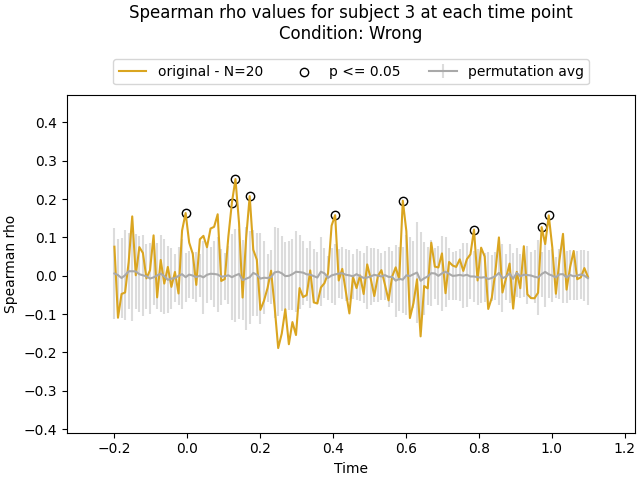 Spearman rho values for subject 3 at each time point
Condition: Wrong
original - N=20 p <= 0.05 permutation avg
0.4
0.3
0.2
0.1
0.0
−0.1
−0.2
−0.3
−0.4
Spearman rho
−0.2 0.0 0.2 0.4 0.6 0.8 1.0 1.2
Time